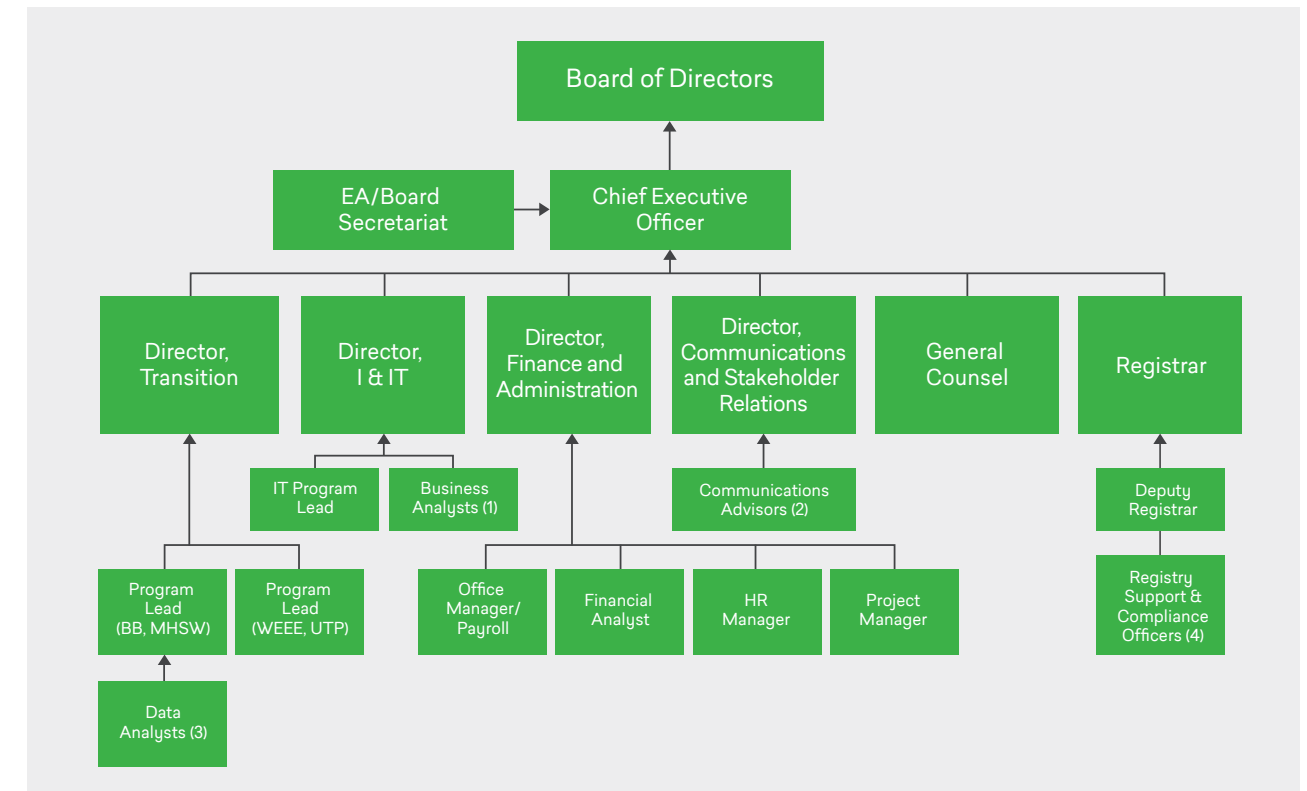 Board of Directors
EA/Board
Secretariat
Chief Executive
Officer
Director,
Transition
Director,
I & IT
Director,
Finance and
Administration
Director,
Communications
and Stakeholder
Relations
General
Counsel
Registrar
IT Program
Lead
Business
Analysts (1)
Communications
Advisors (2)
Deputy
Registrar
Program
Lead
(BB, MHSW)
Program
Lead
(WEEE, UTP)
Office
Manager/
Payroll
Financial
Analyst
HR
Manager
Project
Manager
Registry
Support &
Compliance
Officers (4)
Data
Analysts (3)